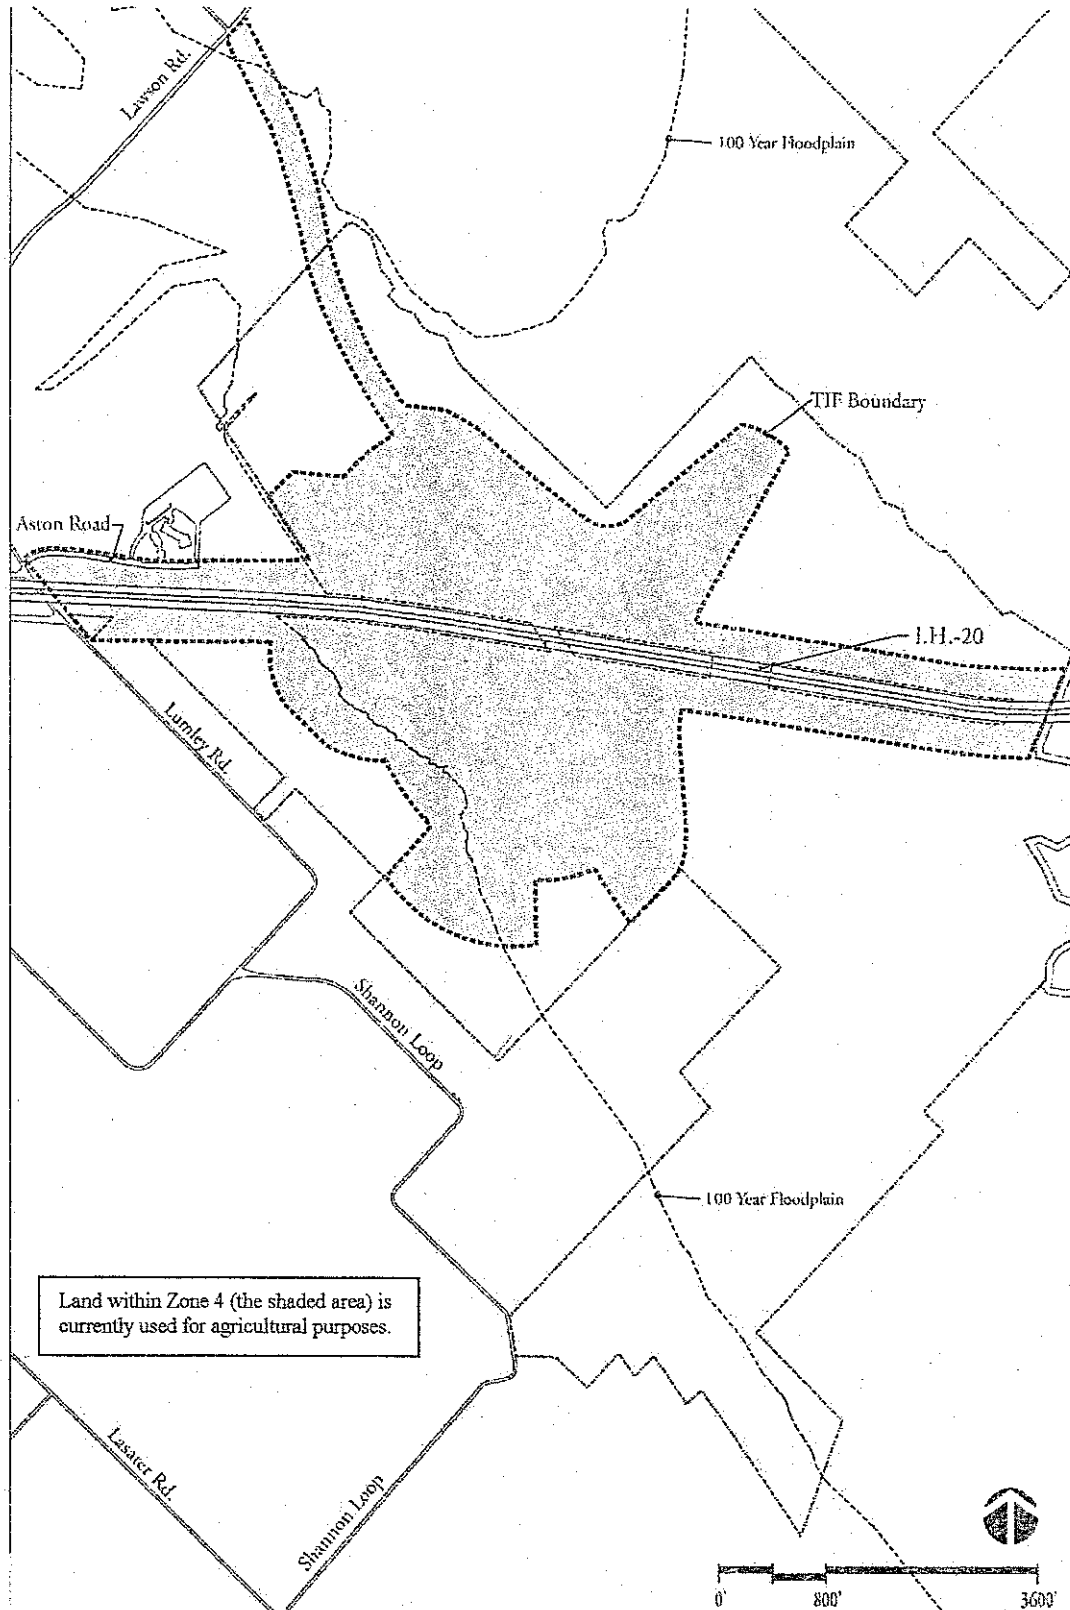 Lawson Rd.
100 Year Floodplain
TIF Boundary
Aston Road
I.H.-20
Lumley Rd.
Shannon Loop
100 Year Floodplain
Land within Zone 4 (the shaded area) is
currently used for agricultural purposes.
Lasater Rd.
Shannon Loop
0' 800' 3600'